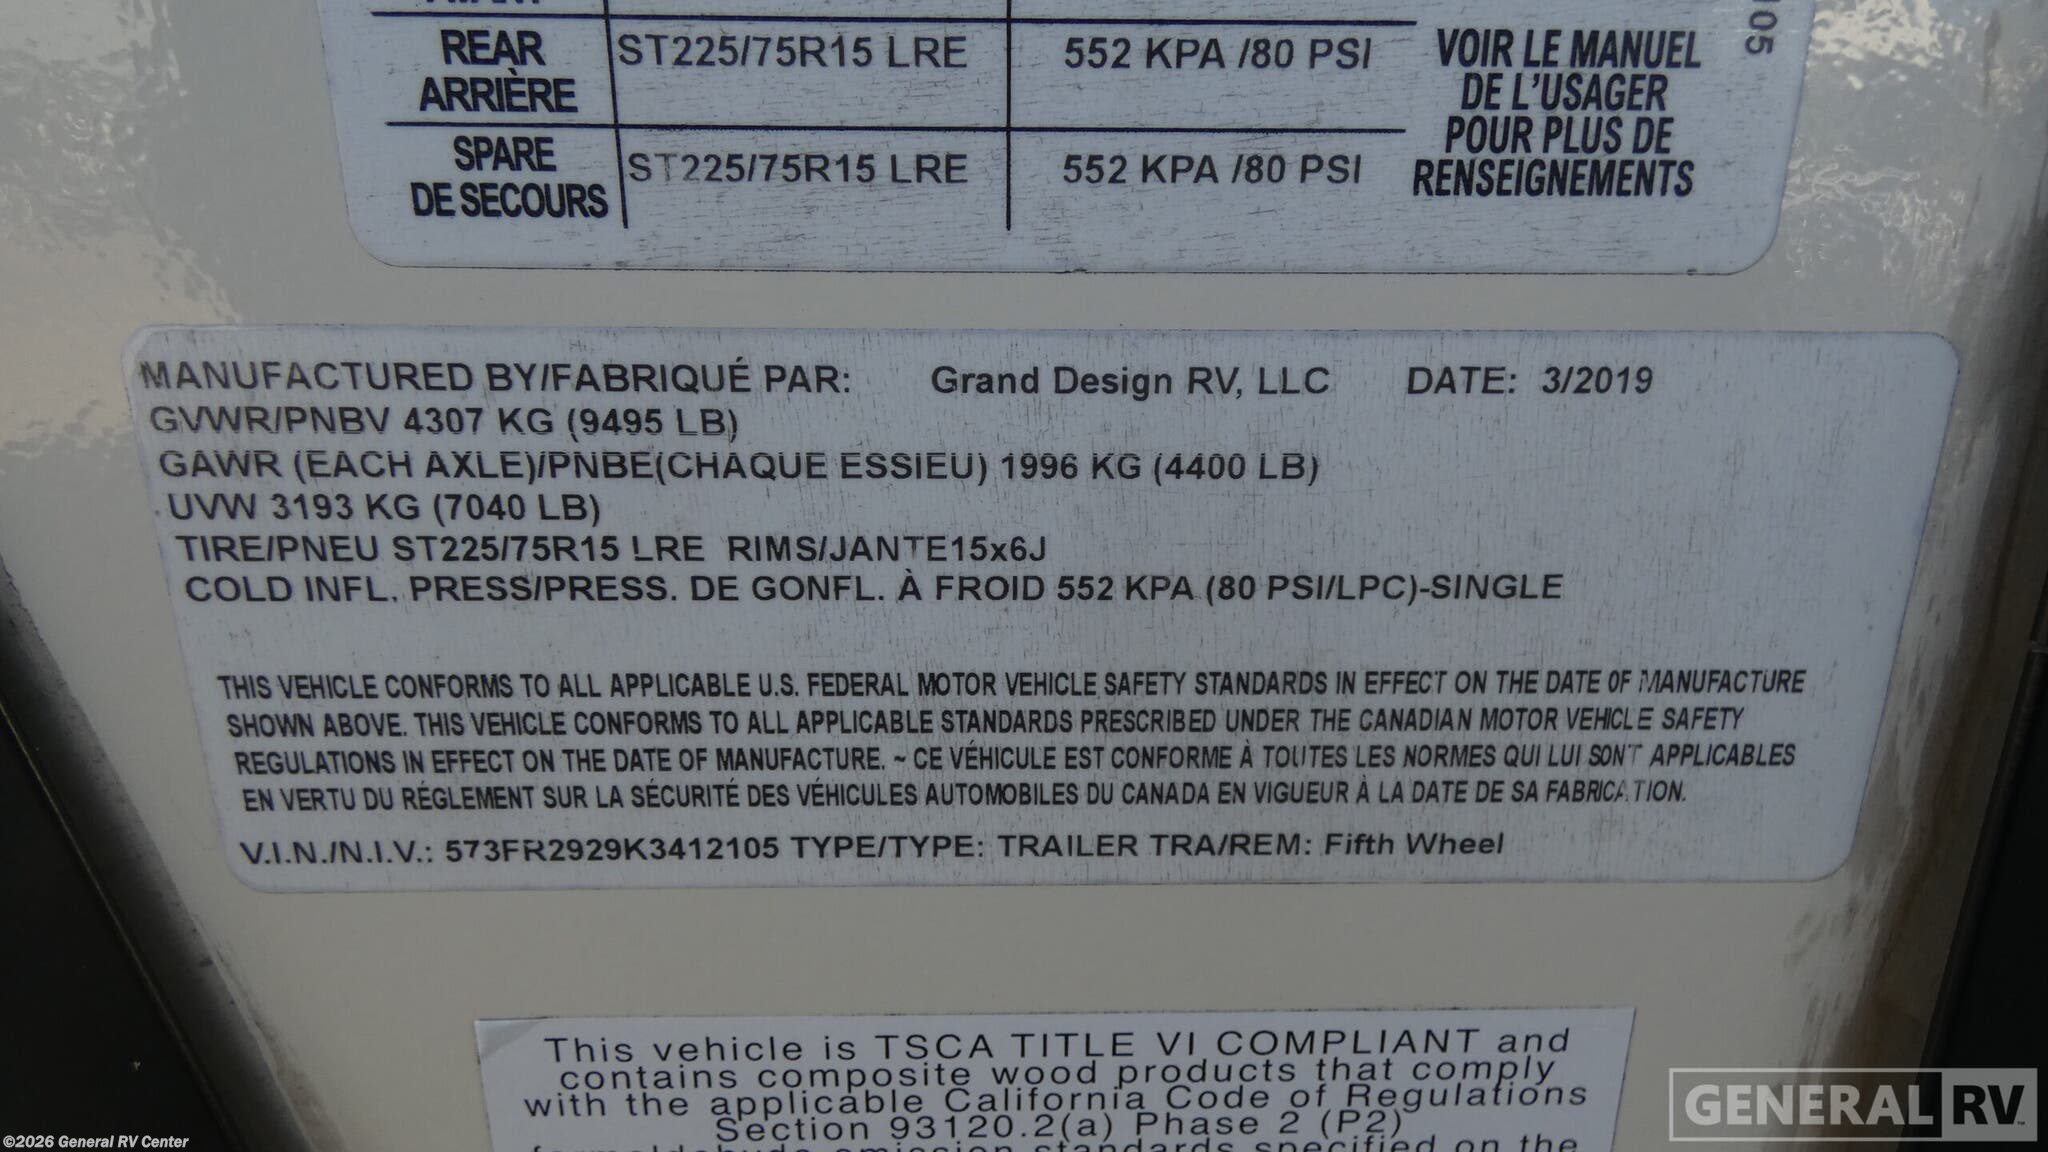 REAR
ARRIÈRE
ST225/75R15 LRE
552 KPA /80 PSI
SPARE
DE SECOURS
ST225/75R15 LRE
552 KPA /80 PSI
VOIR LE MANUEL
DE L'USAGER
POUR PLUS DE
RENSEIGNEMENTS
105
MANUFACTURED BY/FABRIQUÉ PAR: Grand Design RV, LLC DATE: 3/2019
GVWR/PNBV 4307 KG (9495 LB)
GAWR (EACH AXLE)/PNBE(CHAQUE ESSIEU) 1996 KG (4400 LB)
UVW 3193 KG (7040 LB)
TIRE/PNEU ST225/75R15 LRE RIMS/JANTE15x6J
COLD INFL. PRESS/PRESS. DE GONFL. À FROID 552 KPA (80 PSI/LPC)-SINGLE
THIS VEHICLE CONFORMS TO ALL APPLICABLE U.S. FEDERAL MOTOR VEHICLE SAFETY STANDARDS IN EFFECT ON THE DATE OF MANUFACTURE
SHOWN ABOVE. THIS VEHICLE CONFORMS TO ALL APPLICABLE STANDARDS PRESCRIBED UNDER THE CANADIAN MOTOR VEHICLE SAFETY
REGULATIONS IN EFFECT ON THE DATE OF MANUFACTURE. ~ CE VÉHICULE EST CONFORME À TOUTES LES NORMES QUI LUI SONT APPLICABLES
EN VERTU DU RÉGLEMENT SUR LA SÉCURITÉ DES VÉHICULES AUTOMOBILES DU CANADA EN VIGUEUR À LA DATE DE SA FABRICATION.
V.I.N./N.I.V.: 573FR2929K3412105 TYPE/TYPE: TRAILER TRA/REM: Fifth Wheel
This vehicle is TSCA TITLE VI COMPLIANT and
contains composite wood products that comply
with the applicable California Code of Regulations
Section 93120.2(a) Phase 2 (P2)
formaldehyde emission standards specified on the
GENERAL RV
©2026 General RV Center